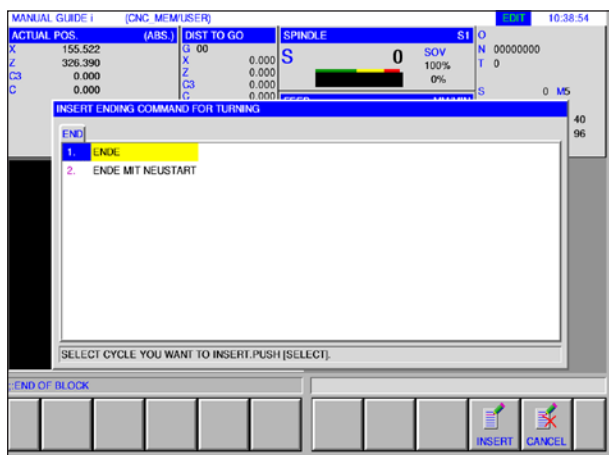 MANUAL GUIDE i (CNC_MEM/USER) EDIT 10:38:54
ACTUAL POS. (ABS.) DIST TO GO SPINDLE S1 O
X 155.522 G 00 N 00000000
Z 326.390 X 0.000 S 0 SOV T 0
C3 0.000 Z 0.000 100%
C 0.000 C3 0.000 0% S 0 M5
C 0.000
INSERT ENDING COMMAND FOR TURNING
40
END 96
1. ENDE
2. ENDE MIT NEUSTART
SELECT CYCLE YOU WANT TO INSERT.PUSH [SELECT].
;:END OF BLOCK
INSERT CANCEL